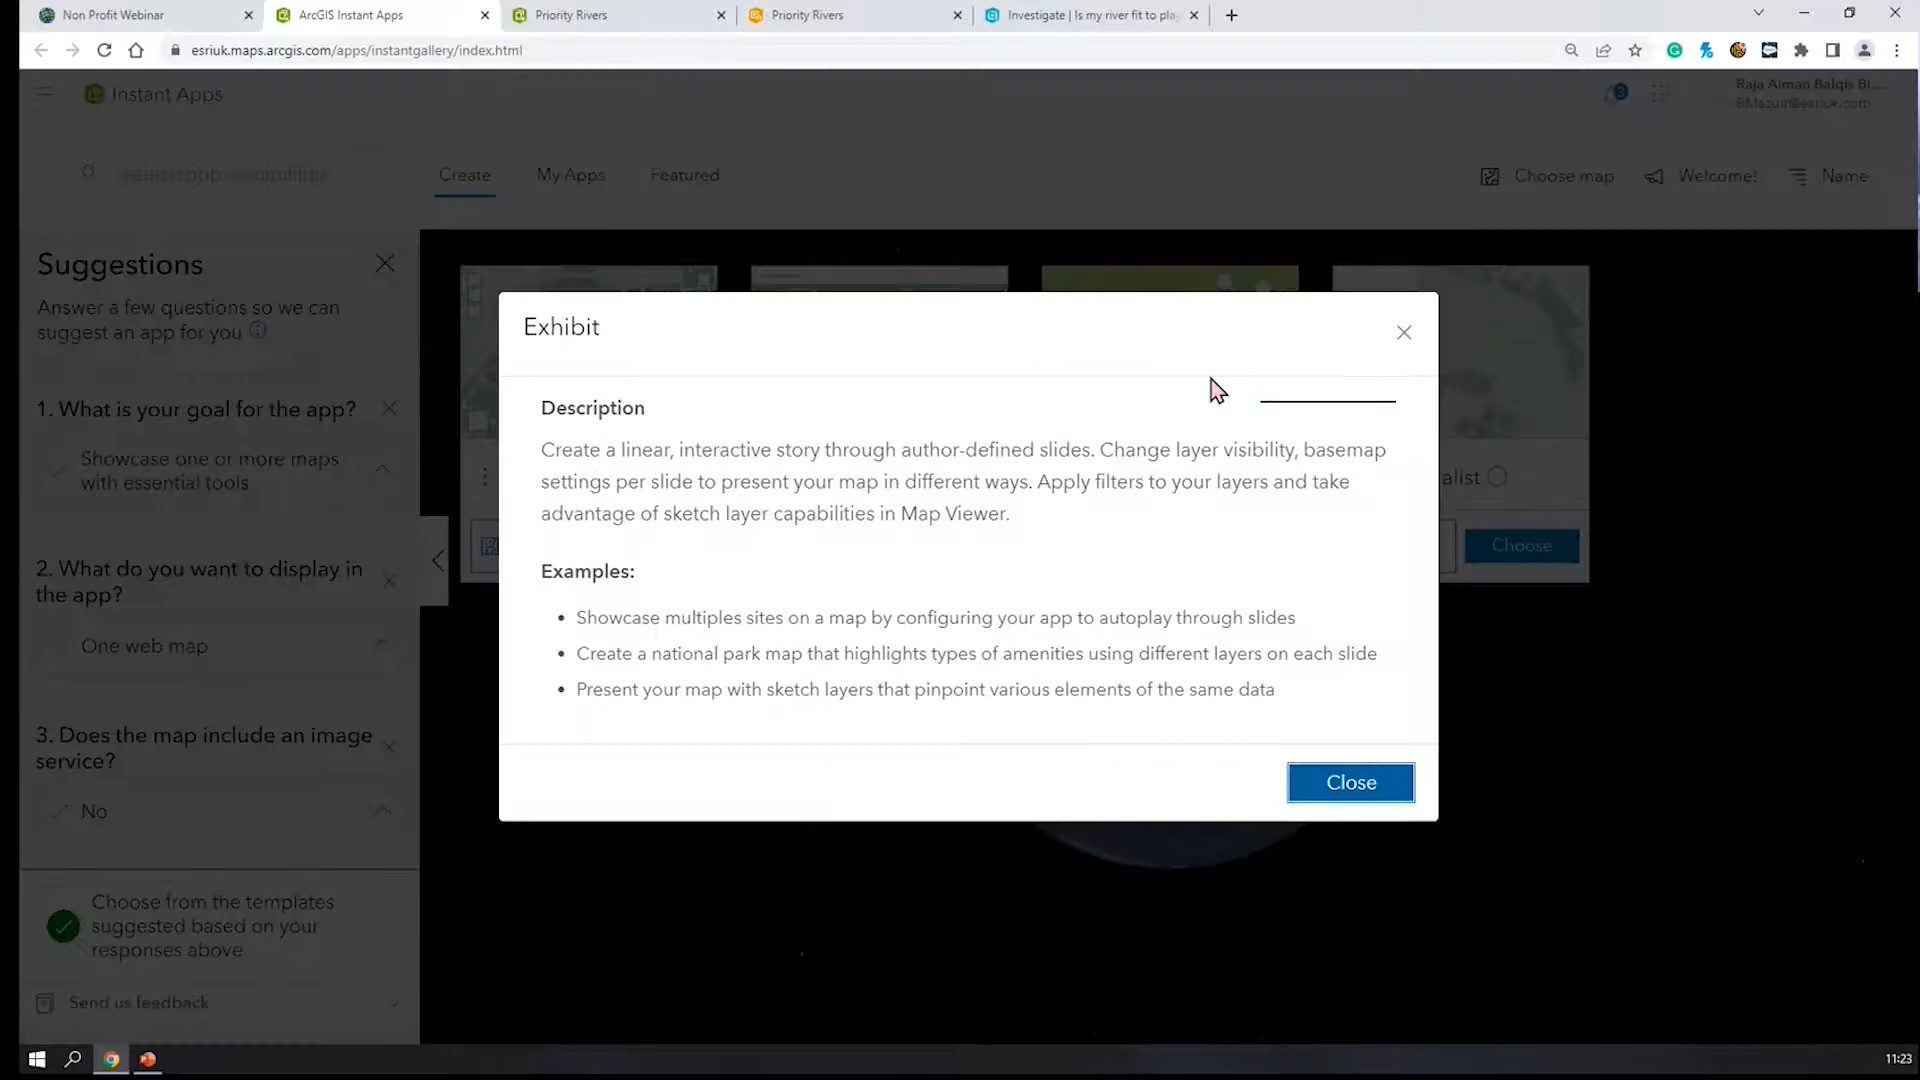 Non Profit Webinar
ArcGIS Instant Apps
Priority Rivers
Priority Rivers
Investigate | Is my river fit to pla
esriuk.maps.arcgis.com/apps/instantgallery/index.html
Instant Apps
3
Raja Aiman Balqis Bi...
Create
My Apps
Featured
Choose map
Welcome!
Name
Suggestions
Answer a few questions so we can
suggest an app for you
1. What is your goal for the app?
Showcase one or more maps
with essential tools
2. What do you want to display in
the app?
One web map
3. Does the map include an image
service?
No
Choose from the templates
suggested based on your
responses above
Send us feedback
Exhibit
Description
Create a linear, interactive story through author-defined slides. Change layer visibility, basemap
settings per slide to present your map in different ways. Apply filters to your layers and take
advantage of sketch layer capabilities in Map Viewer.
Examples:
• Showcase multiples sites on a map by configuring your app to autoplay through slides
• Create a national park map that highlights types of amenities using different layers on each slide
• Present your map with sketch layers that pinpoint various elements of the same data
Close
alist
Choose
11:23